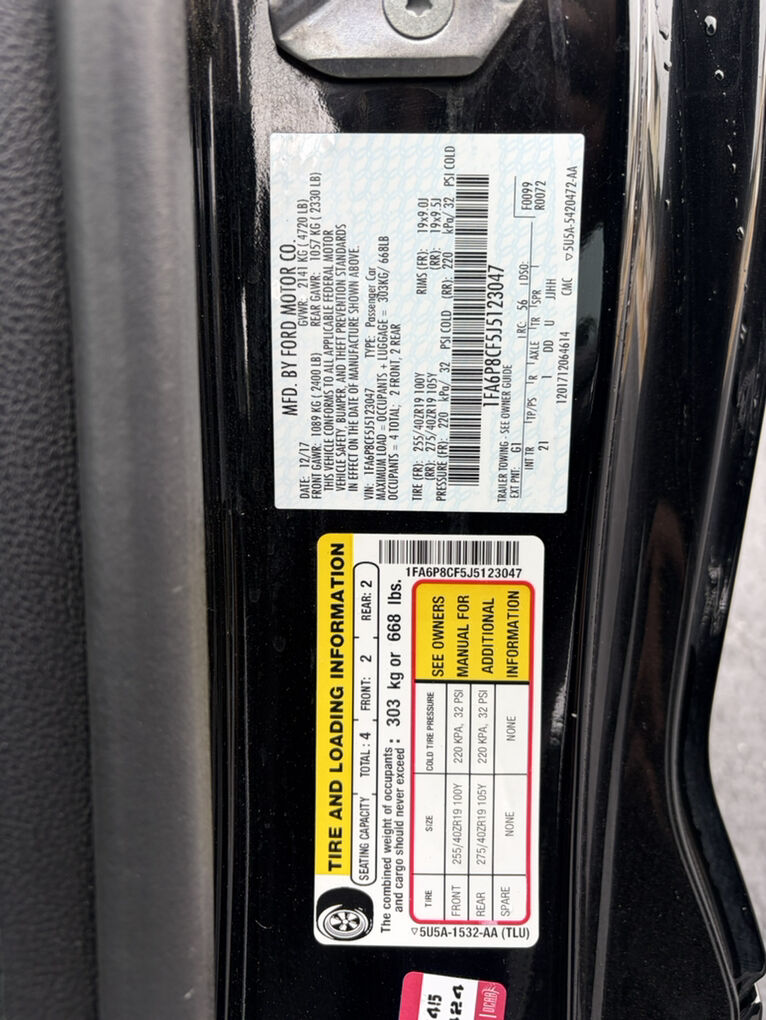 MFD. BY FORD MOTOR CO.
DATE: 12/17 GVWR: 2141 KG ( 4720 LB)
FRONT GAWR: 1089 KG ( 2400 LB) REAR GAWR: 1057 KG ( 2330 LB)
THIS VEHICLE CONFORMS TO ALL APPLICABLE FEDERAL MOTOR
VEHICLE SAFETY, BUMPER, AND THEFT PREVENTION STANDARDS
IN EFFECT ON THE DATE OF MANUFACTURE SHOWN ABOVE.
VIN: 1FA6P8CF5J5123047 TYPE: Passenger Car
MAXIMUM LOAD = OCCUPANTS + LUGGAGE = 303KG/ 668LB
OCCUPANTS = 4 TOTAL; 2 FRONT, 2 REAR
TIRE (FR): 255/40ZR19 100Y RIMS (FR): 19x9.0J
(RR): 275/40ZR19 105Y (RR): 19x9.5J
PRESSURE (FR): 220 kPa/ 32 PSI COLD (RR): 220 kPa/ 32 PSI COLD
1FA6P8CF5J5123047
TRAILER TOWING - SEE OWNER GUIDE
EXT PNT: G1 RC: 56 DSO: F0099
R0072
INT TR TP/PS R AXLE TR SPR
21 I DD U JJHH
1201712064614 CMC ▽5U5A-5420472-AA
TIRE AND LOADING INFORMATION
SEATING CAPACITY TOTAL : 4 FRONT: 2 REAR: 2
The combined weight of occupants
and cargo should never exceed : 303 kg or 668 lbs.
1FA6P8CF5J5123047
TIRE SIZE COLD TIRE PRESSURE
FRONT 255/40ZR19 100Y 220 KPA, 32 PSI
REAR 275/40ZR19 105Y 220 KPA, 32 PSI
SPARE NONE NONE
SEE OWNERS
MANUAL FOR
ADDITIONAL
INFORMATION
▽5U5A-1532-AA (TLU)
45
424